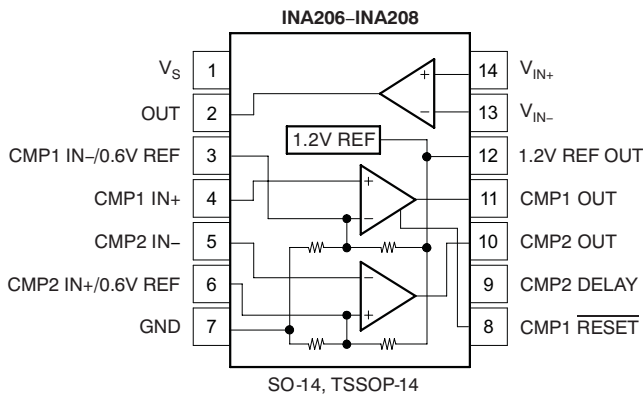 INA206–INA208
V_S 1
OUT 2
CMP1 IN–/0.6V REF 3
CMP1 IN+ 4
CMP2 IN– 5
CMP2 IN+/0.6V REF 6
GND 7
1.2V REF
+
–
+
–
–
+
14 V_IN+
13 V_IN–
12 1.2V REF OUT
11 CMP1 OUT
10 CMP2 OUT
9 CMP2 DELAY
8 CMP1 RESET
SO-14, TSSOP-14